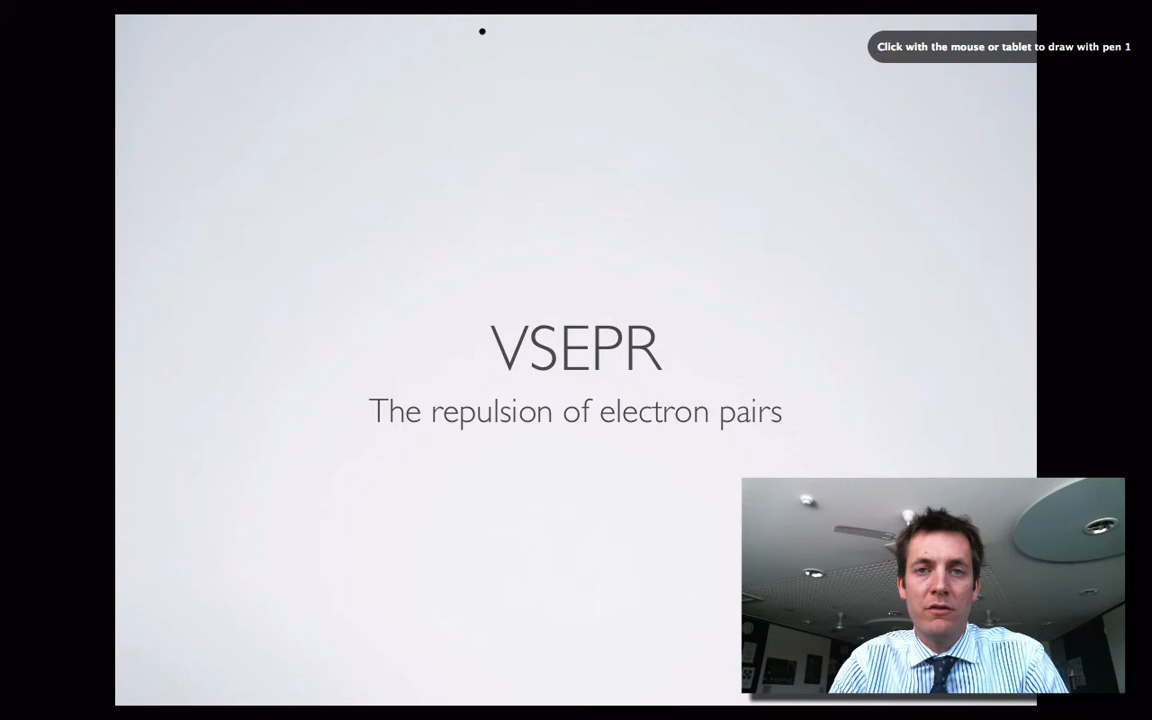 Click with the mouse or tablet to draw with pen 1
VSEPR
The repulsion of electron pairs